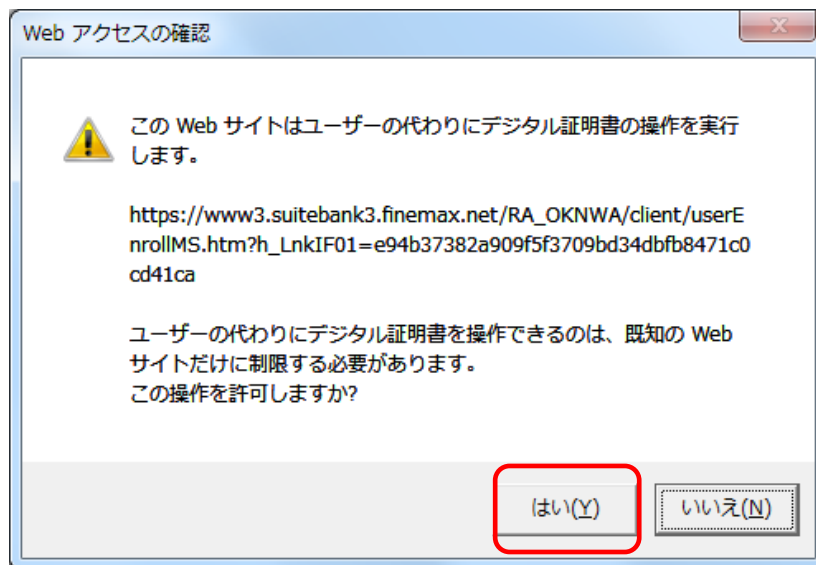 Web アクセスの確認
この Web サイトはユーザーの代わりにデジタル証明書の操作を実行
します。
https://www3.suitebank3.finemax.net/RA_OKNWA/client/userE
nrollMS.htm?h_LnkIF01=e94b37382a909f5f3709bd34dbfb8471c0
cd41ca
ユーザーの代わりにデジタル証明書を操作できるのは、既知の Web
サイトだけに制限する必要があります。
この操作を許可しますか?
はい(Y)
いいえ(N)